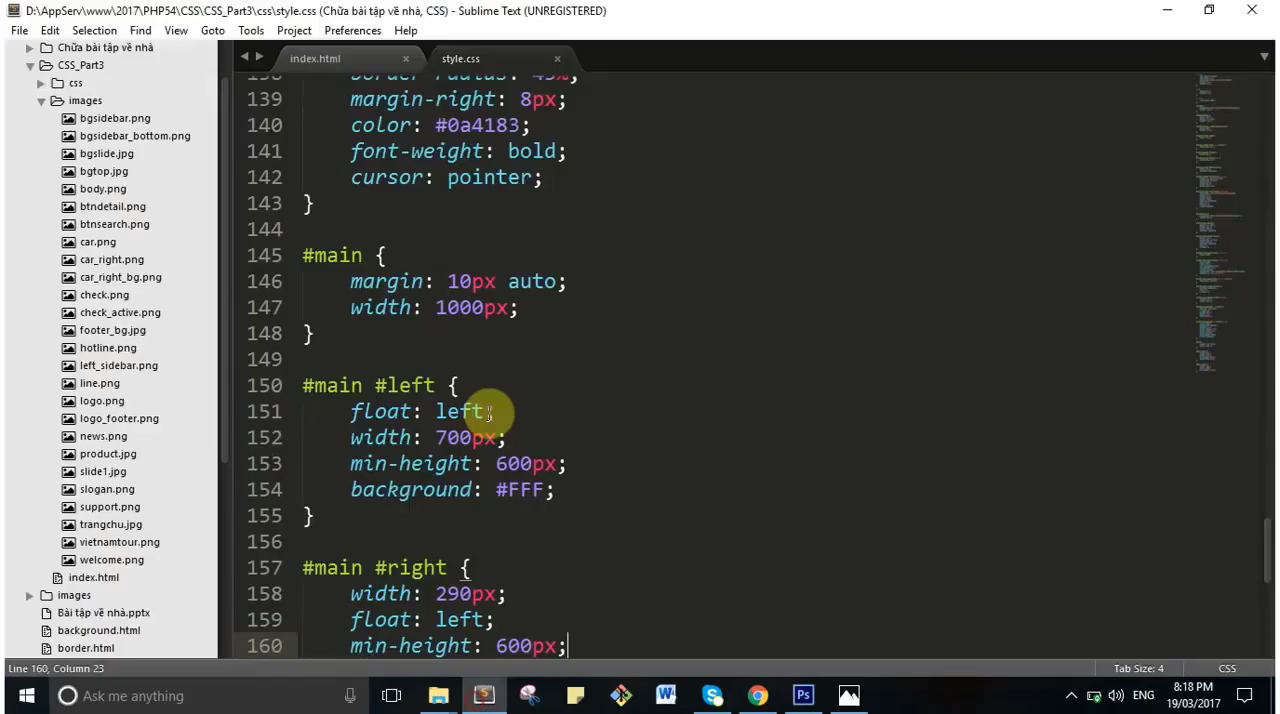 D:\AppServ\www\2017\PHP54\CSS\CSS_Part3\css\style.css (Chữa bài tập về nhà, CSS) - Sublime Text (UNREGISTERED)
File Edit Selection Find View Goto Tools Project Preferences Help
Chữa bài tập về nhà
CSS_Part3
css
images
bgsidebar.png
bgsidebar_bottom.png
bgslide.jpg
bgtop.jpg
body.png
btndetail.png
btnsearch.png
car.png
car_right.png
car_right_bg.png
check.png
check_active.png
footer_bg.jpg
hotline.png
left_sidebar.png
line.png
logo.png
logo_footer.png
news.png
product.jpg
slide1.jpg
slogan.png
support.png
trangchu.jpg
vietnamtour.png
welcome.png
index.html
images
Bài tập về nhà.pptx
background.html
border.html
index.html style.css
138 border-radius: 45%;
139 margin-right: 8px;
140 color: #0a4183;
141 font-weight: bold;
142 cursor: pointer;
143 }
144
145 #main {
146 margin: 10px auto;
147 width: 1000px;
148 }
149
150 #main #left {
151 float: left;
152 width: 700px;
153 min-height: 600px;
154 background: #FFF;
155 }
156
157 #main #right {
158 width: 290px;
159 float: left;
160 min-height: 600px;
Line 160, Column 23 Tab Size: 4 CSS
Ask me anything ENG 8:18 PM
19/03/2017